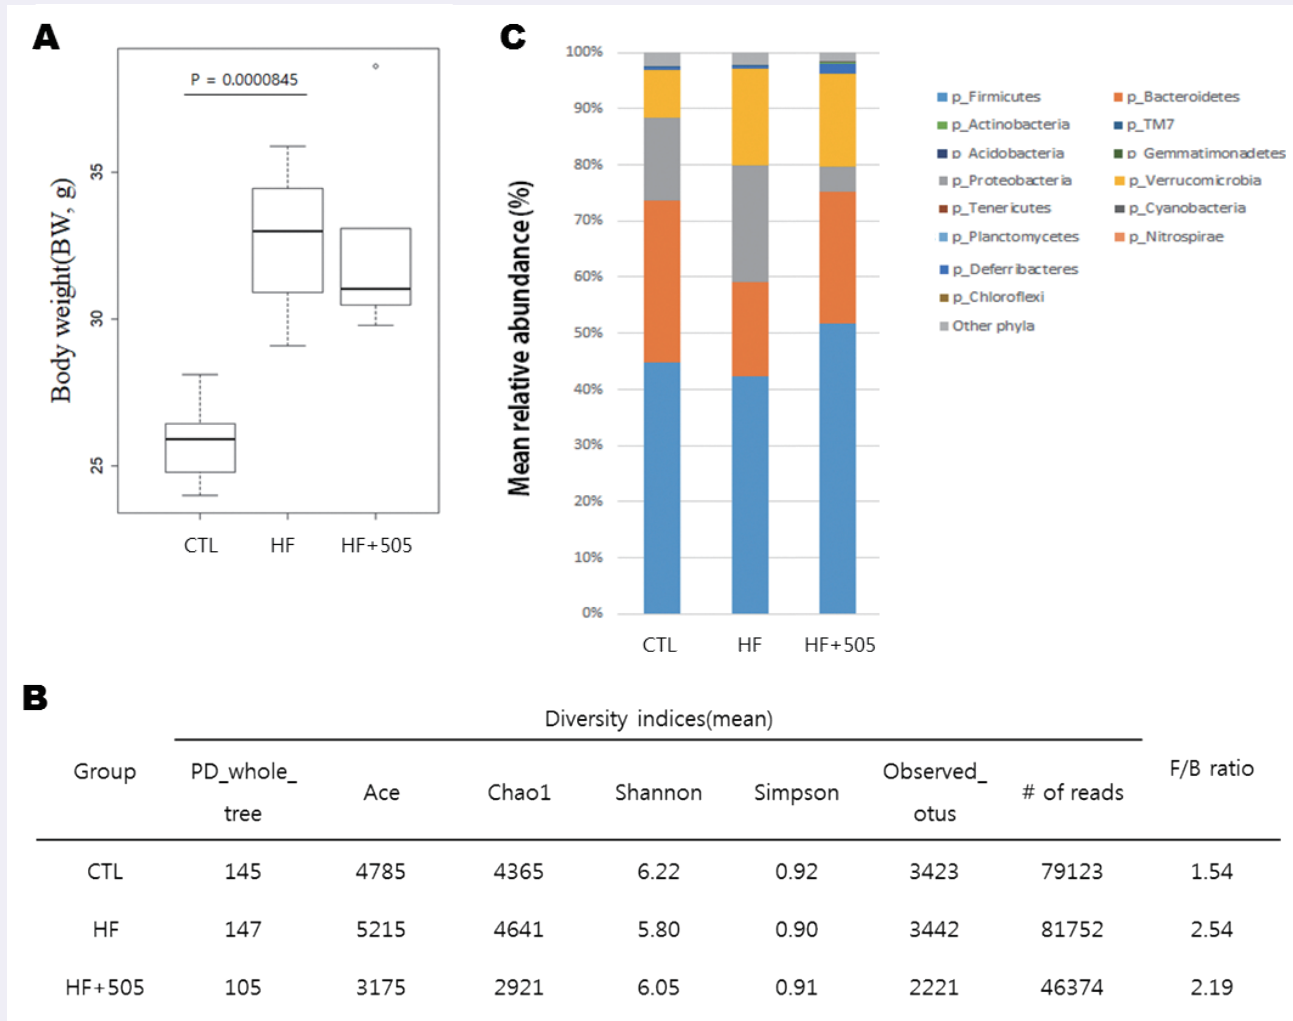 A
P = 0.0000845
Body weight(BW, g)
35
30
25
CTL HF HF+505
C
Mean relative abundance(%)
100%
90%
80%
70%
60%
50%
40%
30%
20%
10%
0%
CTL HF HF+505
p_Firmicutes p_Bacteroidetes
p_Actinobacteria p_TM7
p_Acidobacteria p_Gemmatimonadetes
p_Proteobacteria p_Verrucomicrobia
p_Tenericutes p_Cyanobacteria
p_Planctomycetes p_Nitrospirae
p_Deferribacteres
p_Chloroflexi
Other phyla
B
Diversity indices(mean)
Group PD_whole_ tree Ace Chao1 Shannon Simpson Observed_ otus # of reads F/B ratio
CTL 145 4785 4365 6.22 0.92 3423 79123 1.54
HF 147 5215 4641 5.80 0.90 3442 81752 2.54
HF+505 105 3175 2921 6.05 0.91 2221 46374 2.19